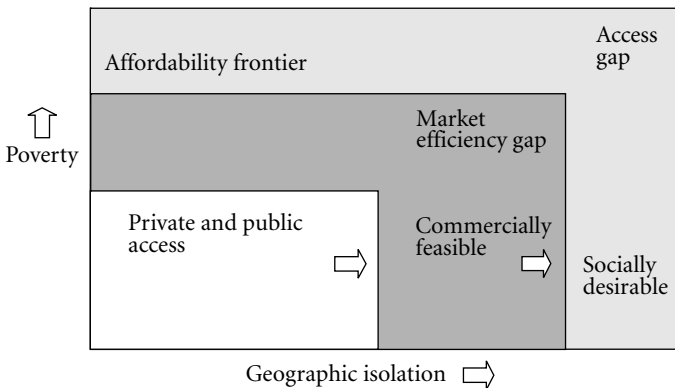 Access
gap
Affordability frontier
Market
efficiency gap
Poverty
Private and public
access
Commercially
feasible
Socially
desirable
Geographic isolation